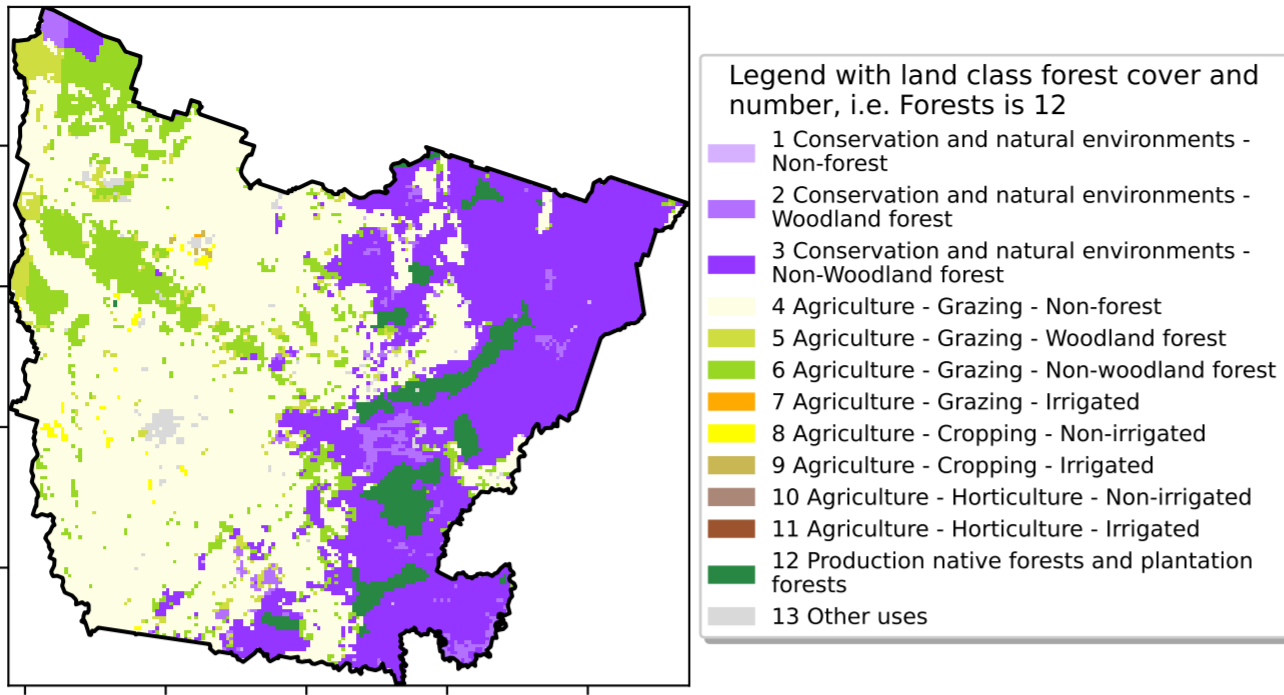 Legend with land class forest cover and
number, i.e. Forests is 12
1 Conservation and natural environments -
Non-forest
2 Conservation and natural environments -
Woodland forest
3 Conservation and natural environments -
Non-Woodland forest
4 Agriculture - Grazing - Non-forest
5 Agriculture - Grazing - Woodland forest
6 Agriculture - Grazing - Non-woodland forest
7 Agriculture - Grazing - Irrigated
8 Agriculture - Cropping - Non-irrigated
9 Agriculture - Cropping - Irrigated
10 Agriculture - Horticulture - Non-irrigated
11 Agriculture - Horticulture - Irrigated
12 Production native forests and plantation
forests
13 Other uses